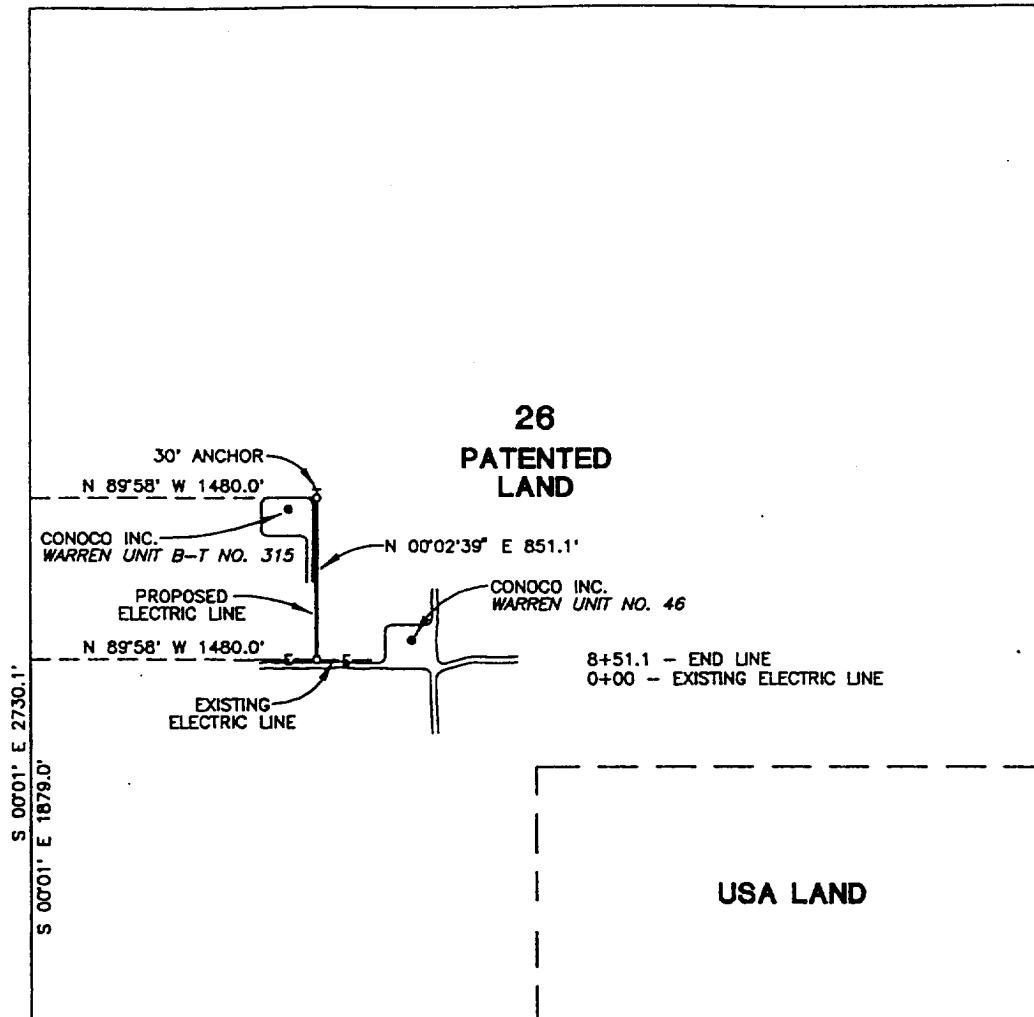 26
PATENTED
LAND
30' ANCHOR
N 89°58' W 1480.0'
CONOCO INC.
WARREN UNIT B-T NO. 315
N 00°02'39" E 851.1'
PROPOSED
ELECTRIC LINE
CONOCO INC.
WARREN UNIT NO. 46
N 89°58' W 1480.0'
E E
8+51.1 - END LINE
0+00 - EXISTING ELECTRIC LINE
EXISTING
ELECTRIC LINE
S 00°01' E 2730.1'
S 00°01' E 1879.0'
USA LAND